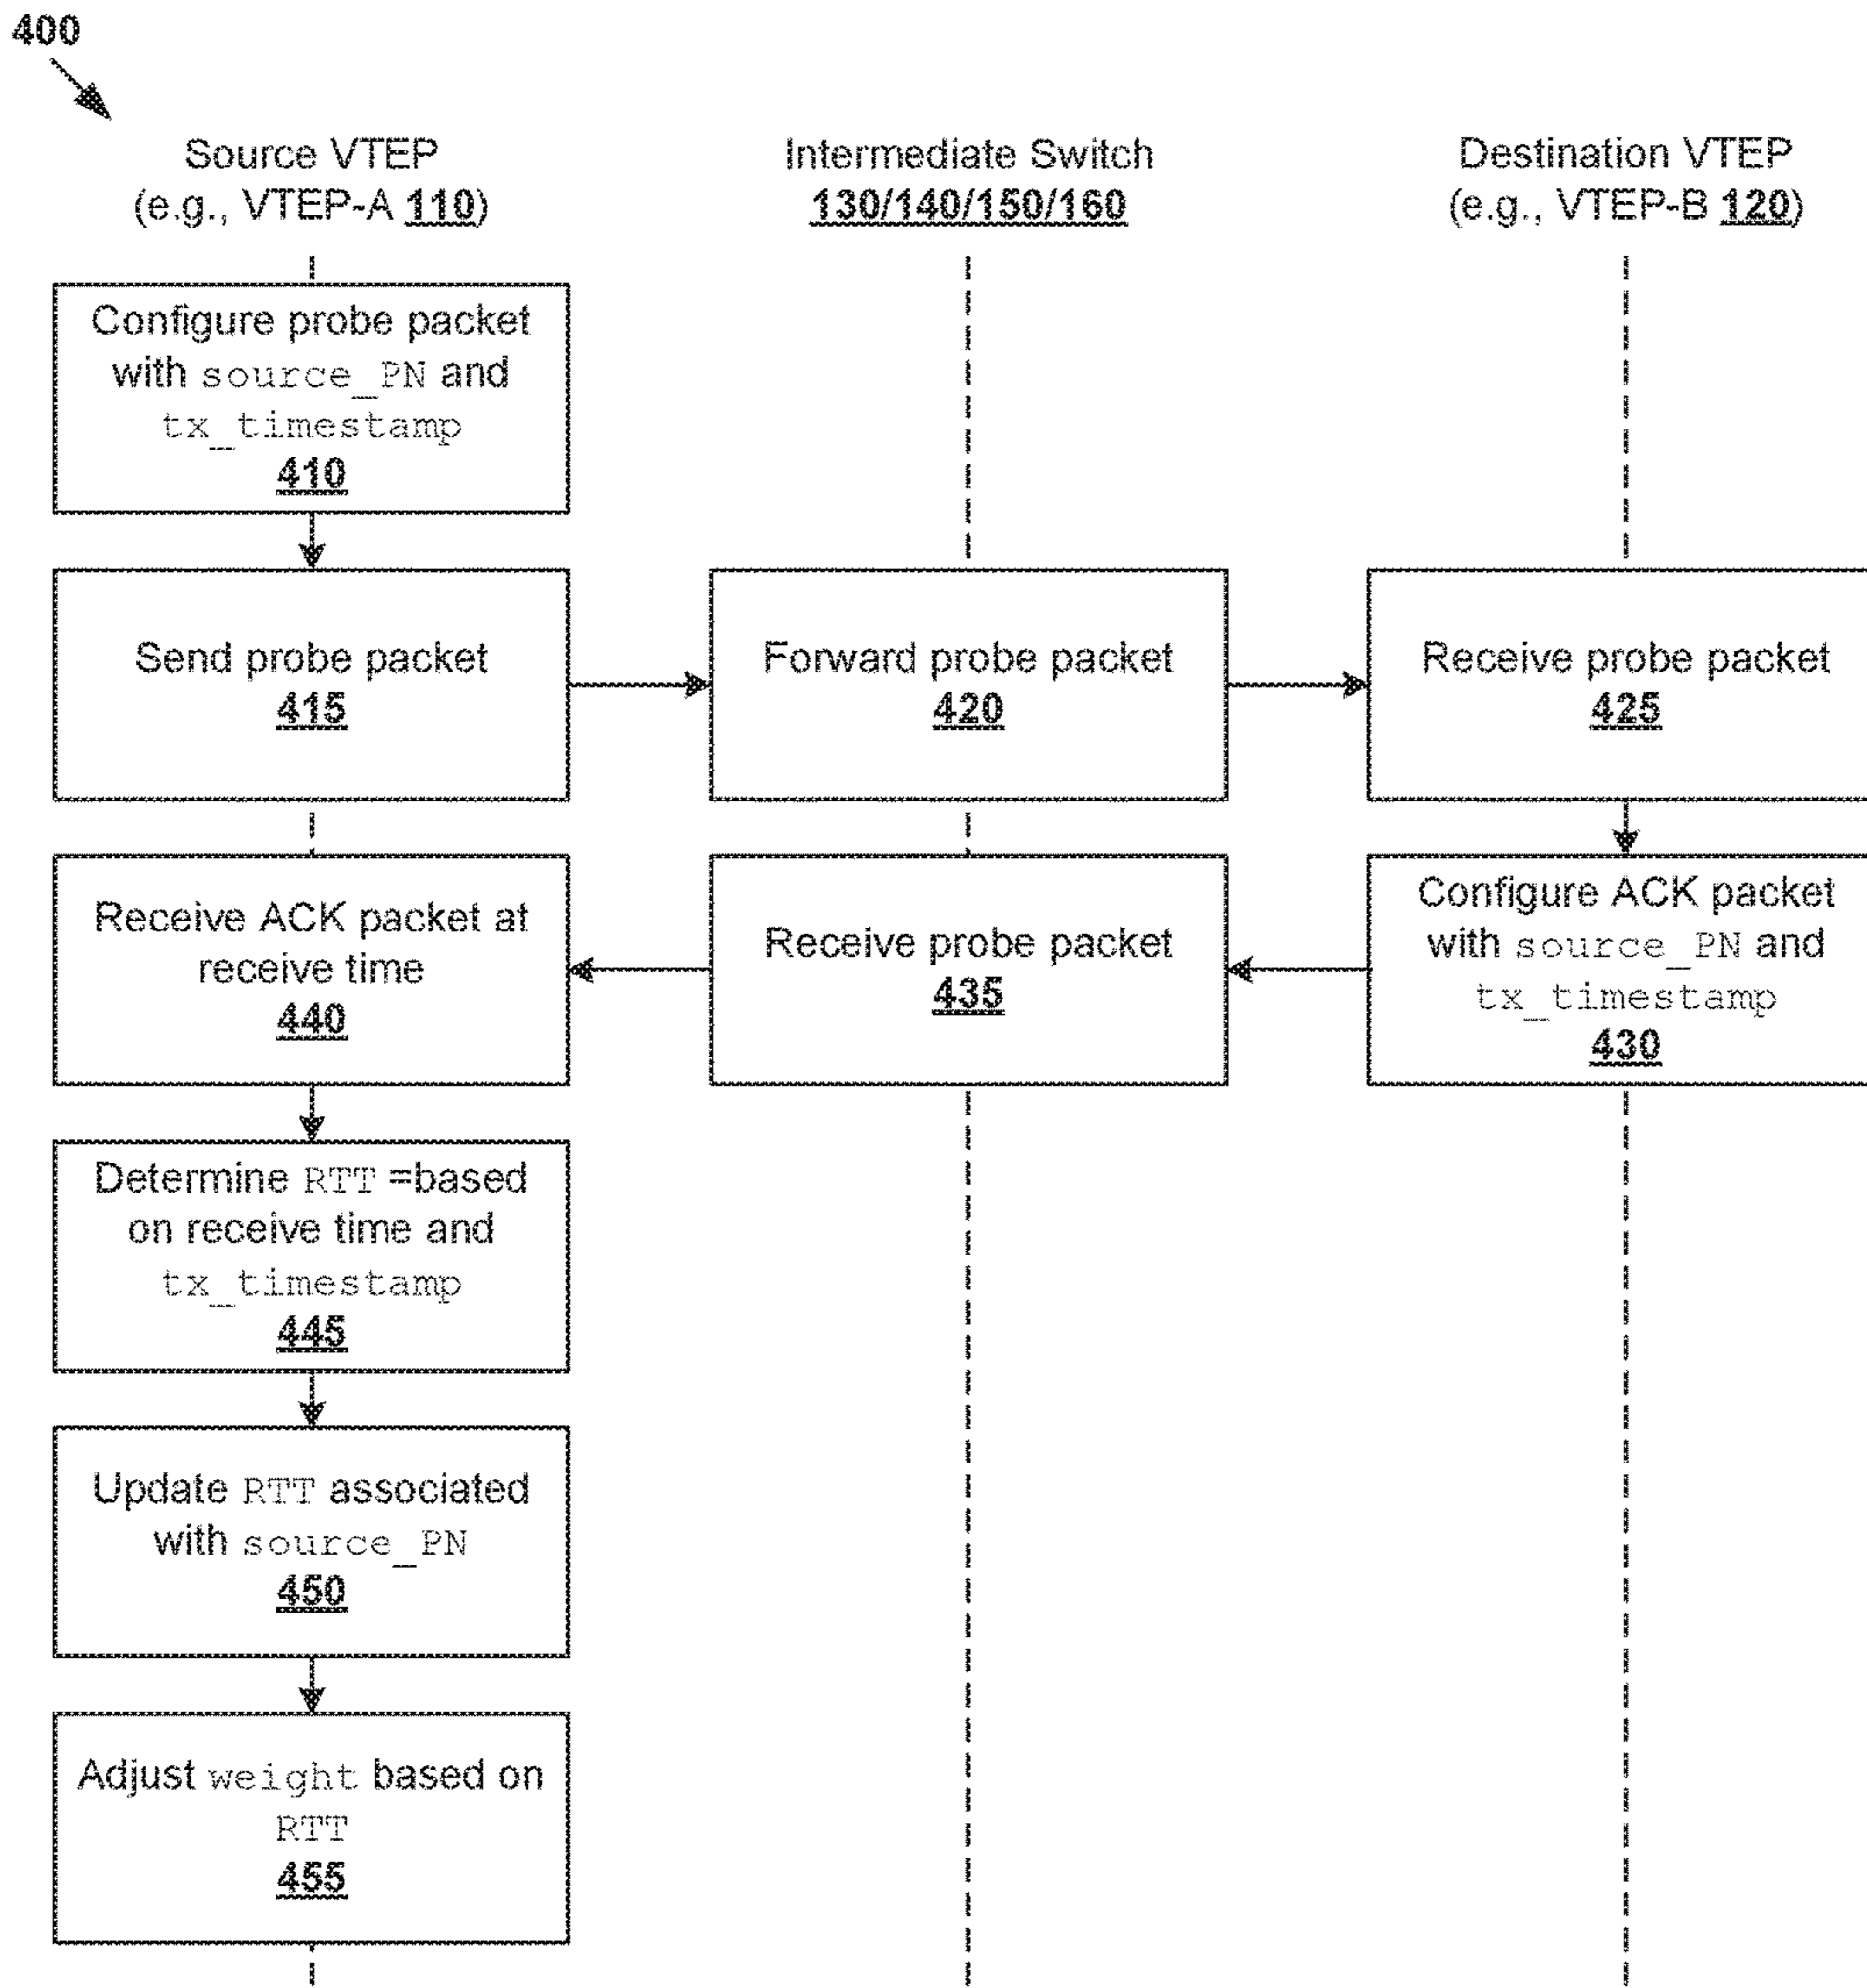 400
Source VTEP
(e.g., VTEP-A 110)
Intermediate Switch
130/140/150/160
Destination VTEP
(e.g., VTEP-B 120)
Configure probe packet
with source_PN and
tx_timestamp
410
Send probe packet
415
Forward probe packet
420
Receive probe packet
425
Configure ACK packet
with source_PN and
tx_timestamp
430
Receive probe packet
435
Receive ACK packet at
receive time
440
Determine RTT =based
on receive time and
tx_timestamp
445
Update RTT associated
with source_PN
450
Adjust weight based on
RTT
455